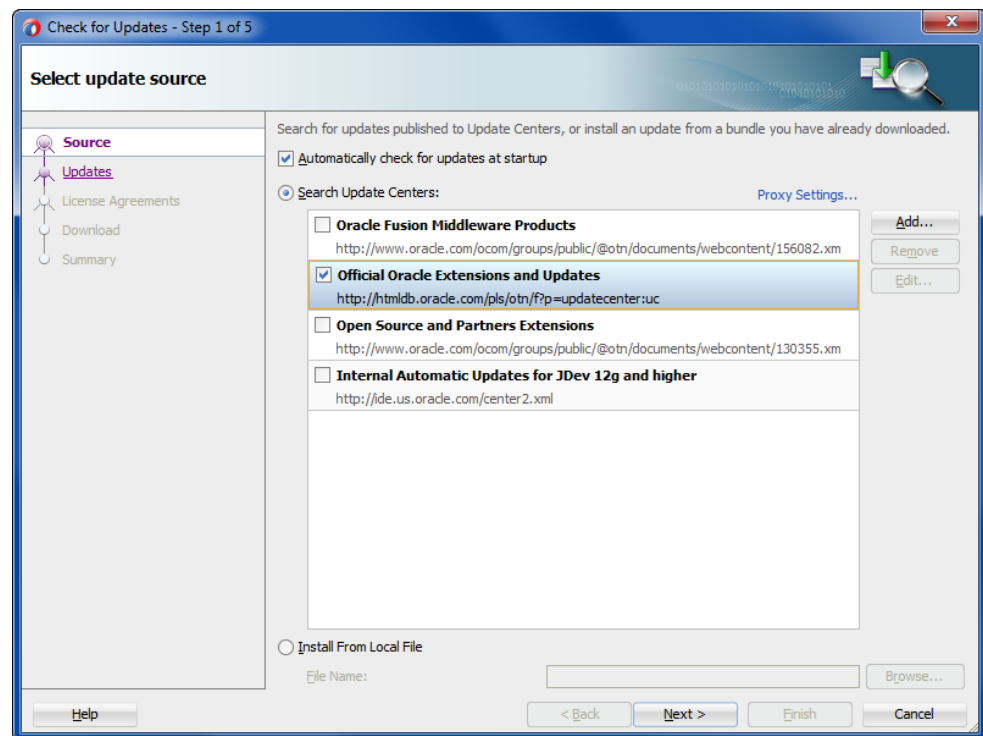 Check for Updates - Step 1 of 5
Select update source
Source
Updates
License Agreements
Download
Summary
Search for updates published to Update Centers, or install an update from a bundle you have already downloaded.
Automatically check for updates at startup
Search Update Centers:
Proxy Settings...
Oracle Fusion Middleware Products
http://www.oracle.com/ocom/groups/public/@otn/documents/webcontent/156082.xm
Official Oracle Extensions and Updates
http://htmldb.oracle.com/pls/otn/f?p=updatecenter:uc
Open Source and Partners Extensions
http://www.oracle.com/ocom/groups/public/@otn/documents/webcontent/130355.xm
Internal Automatic Updates for JDev 12g and higher
http://ide.us.oracle.com/center2.xml
Add...
Remove
Edit...
Install From Local File
File Name:
Browse...
Help
< Back
Next >
Finish
Cancel